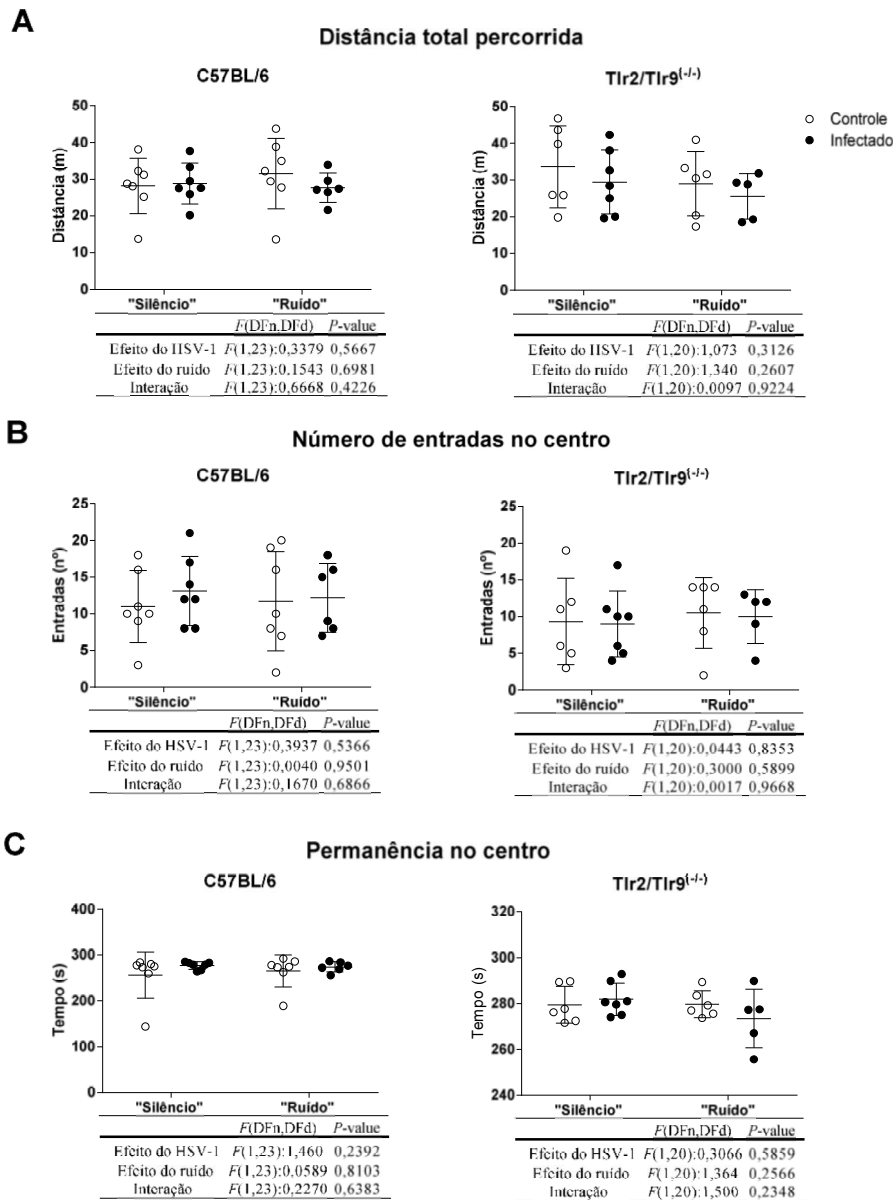 A
Distância total percorrida
C57BL/6
Tlr2/Tlr9(-/-)
Controle
Infectado
Distância (m)
50
40
30
20
10
0
"Silêncio" "Ruído"
Distância (m)
50
40
30
20
10
0
"Silêncio" "Ruído"
F(DFn,DFd) P-value
Efeito do HSV-1 F(1,23):0,3379 0,5667
Efeito do ruído F(1,23):0.1543 0,6981
Interação F(1,23):0,6668 0,4226
F(DFn,DFd) P-value
Efeito do HSV-1 F(1,20):1,073 0,3126
Efeito do ruído F(1,20):1,340 0,2607
Interação F(1,20):0,0097 0,9224
B
Número de entradas no centro
C57BL/6
Tlr2/Tlr9(-/-)
Entradas (nº)
25
20
15
10
5
0
"Silêncio" "Ruído"
Entradas (nº)
25
20
15
10
5
0
"Silêncio" "Ruído"
F(DFn,DFd) P-value
Efeito do HSV-1 F(1,23):0,3937 0,5366
Efeito do ruído F(1,23):0,0040 0,9501
Interação F(1,23):0,1670 0,6866
F(DFn,DFd) P-value
Efeito do HSV-1 F(1,20):0,0443 0,8353
Efeito do ruído F(1,20):0,3000 0,5899
Interação F(1,20):0,0017 0,9668
C
Permanência no centro
C57BL/6
Tlr2/Tlr9(-/-)
Tempo (s)
400
300
200
100
0
"Silêncio" "Ruído"
Tempo (s)
320
300
280
260
240
"Silêncio" "Ruído"
F(DFn,DFd) P-value
Efeito do HSV-1 F(1,23):1,460 0,2392
Efeito do ruído F(1,23):0,0589 0,8103
Interação F(1,23):0,2270 0,6383
F(DFn,DFd) P-value
Efeito do HSV-1 F(1,20):0,3066 0,5859
Efeito do ruído F(1,20):1,364 0,2566
Interação F(1,20):1,500 0,2348